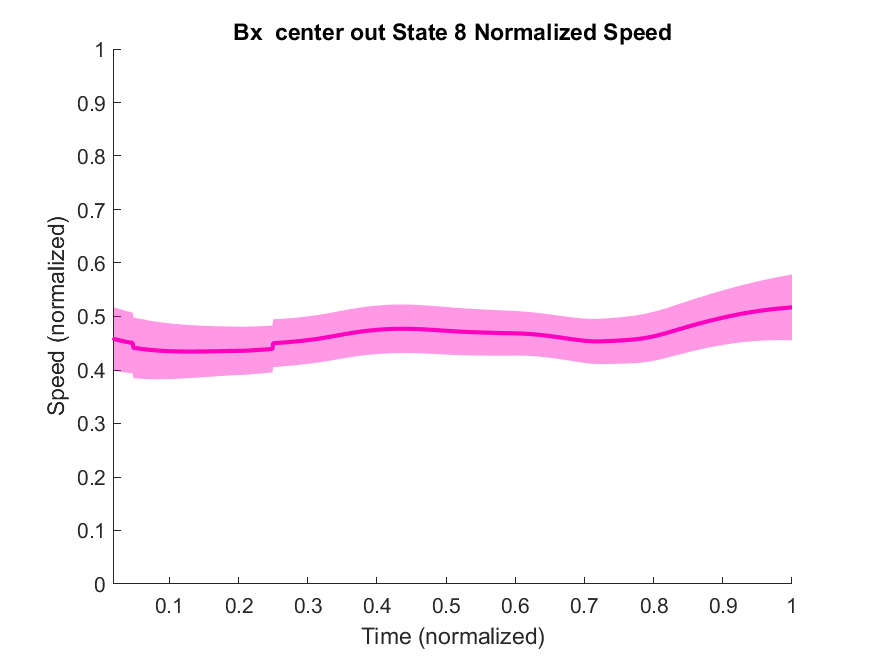 Bx  center out State 8 Normalized Speed
1
0.9
0.8
0.7
0.6
0.5
0.4
0.3
0.2
0.1
0
Speed (normalized)
0.1 0.2 0.3 0.4 0.5 0.6 0.7 0.8 0.9 1
Time (normalized)